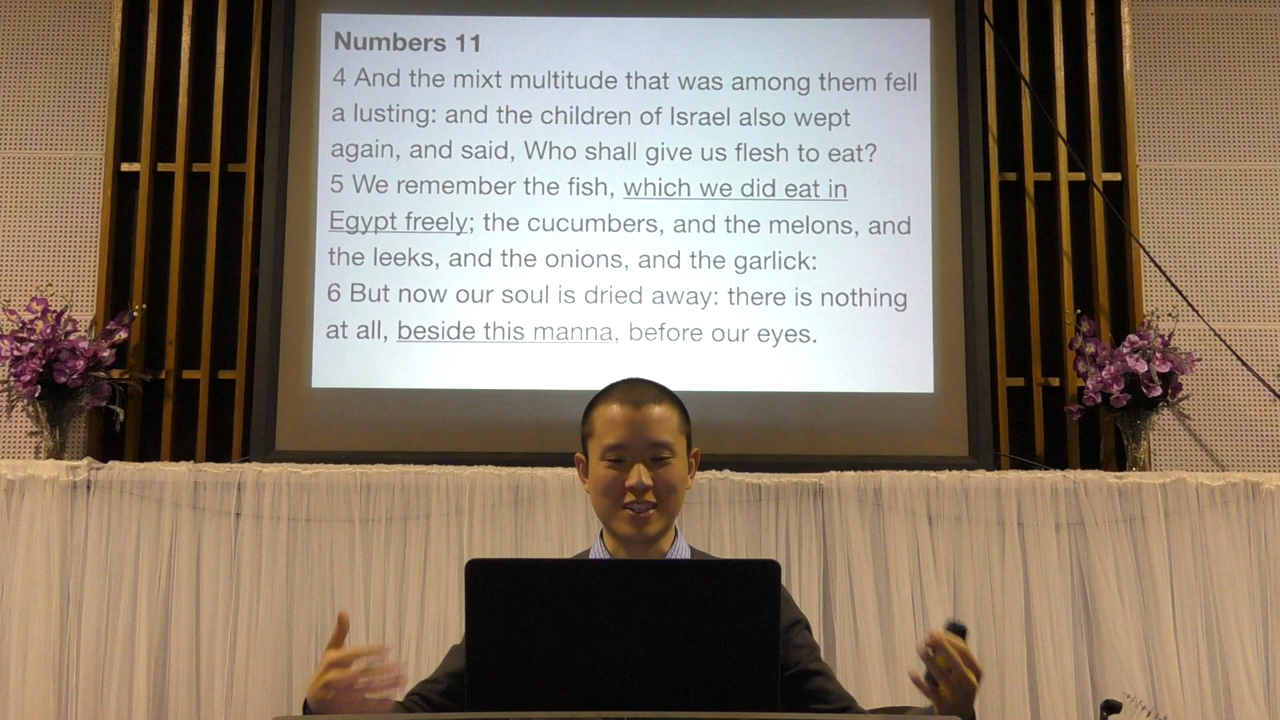 Numbers 11
4 And the mixt multitude that was among them fell
a lusting: and the children of Israel also wept
again, and said, Who shall give us flesh to eat?
5 We remember the fish, which we did eat in
Egypt freely; the cucumbers, and the melons, and
the leeks, and the onions, and the garlick:
6 But now our soul is dried away: there is nothing
at all, beside this manna, before our eyes.